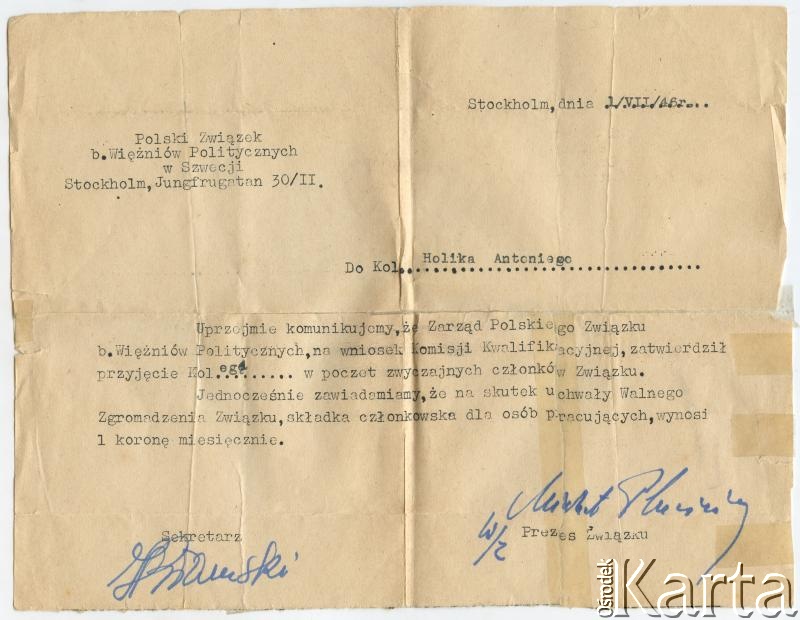 Stockholm, dnia 1/VII/46r...
Polski Związek
b.Więźniów Politycznych
w Szwecji
Stockholm, Jungfrugatan 30/II.
Do Kol. Holika Antoniego
Uprzejmie komunikujemy, że Zarząd Polskiego Związku
b.Więźniów Politycznych, na wniosek Komisji Kwalifikacyjnej, zatwierdził
przyjęcie Kolegę......... w poczet zwyczajnych członków Związku.
Jednocześnie zawiadamiamy, że na skutek uchwały Walnego
Zgromadzenia Związku, składka członkowska dla osób pracujących, wynosi
1 koronę miesięcznie.
Sekretarz
w/z Prezes Związku
Ośrodek Karta